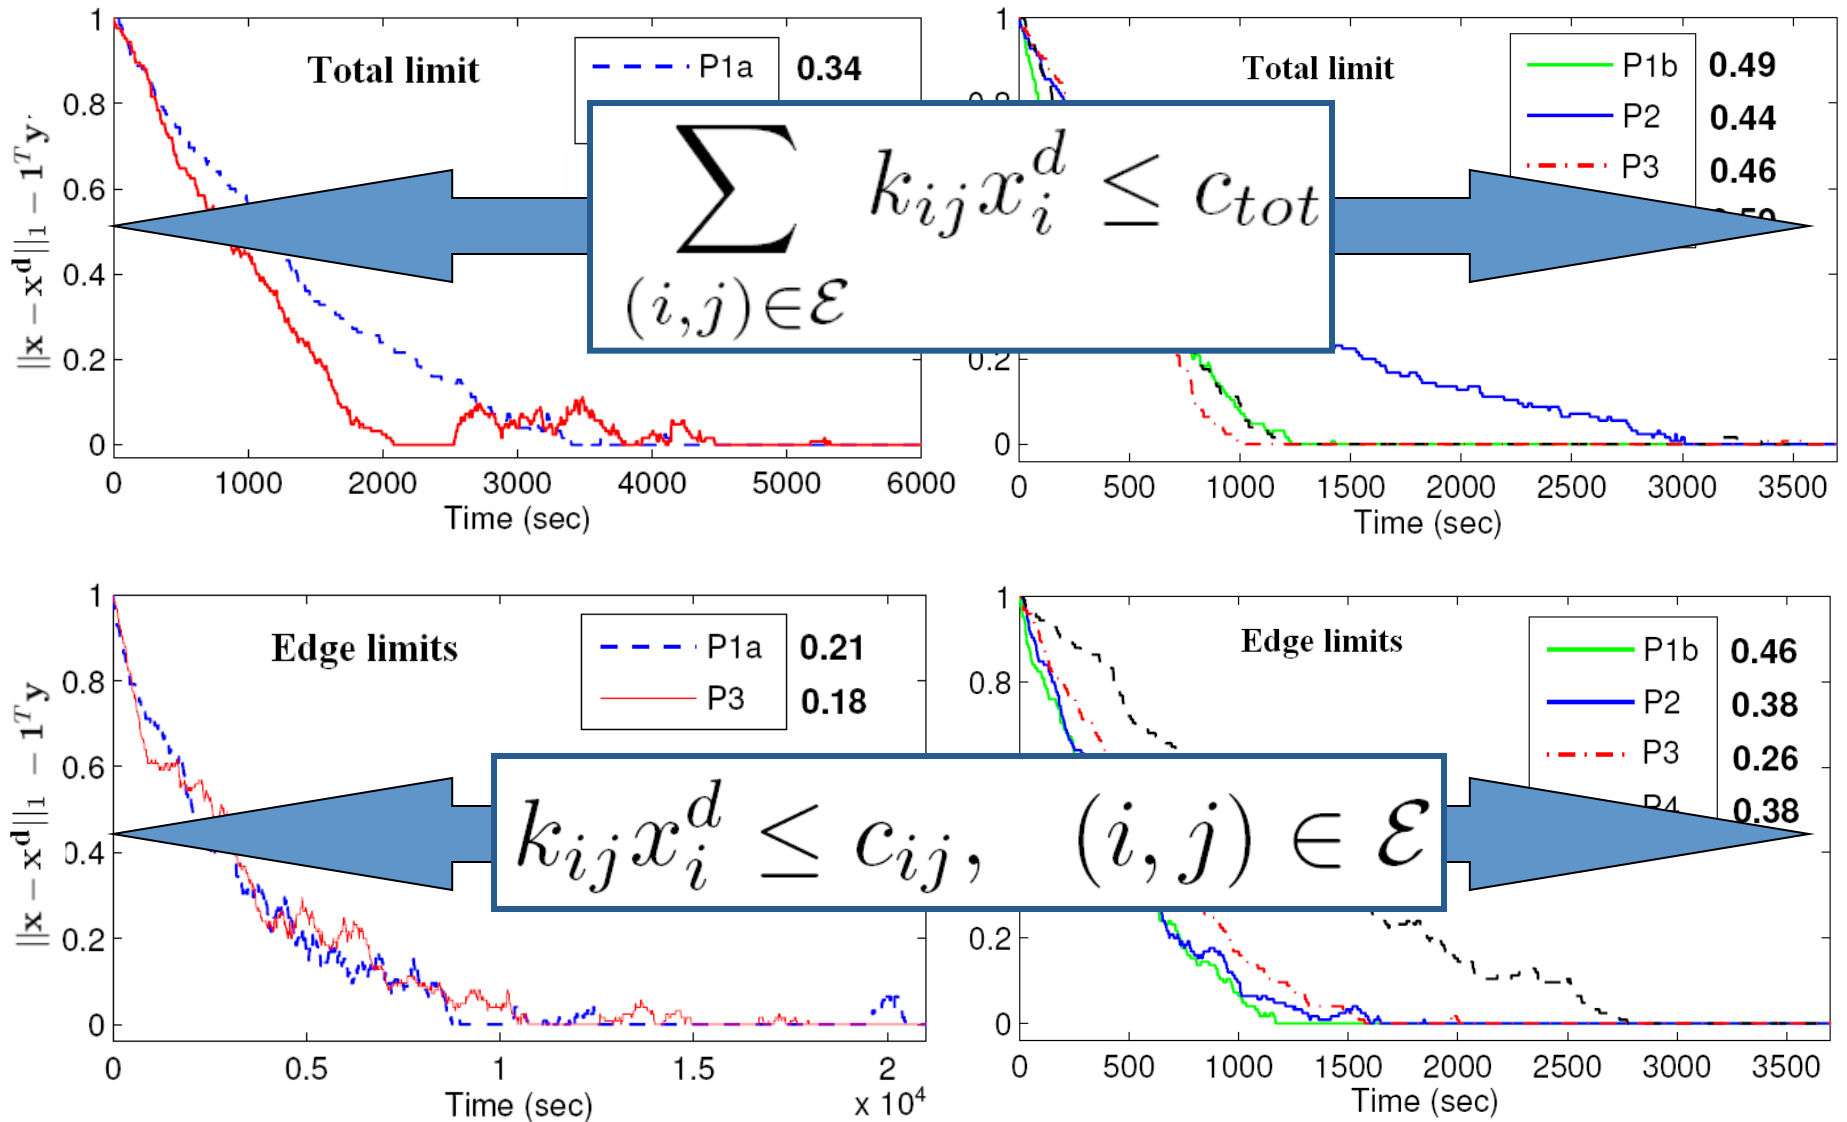 Total limit
P1a 0.34
||x − x^d||_1 − 1^T y
1
0.8
0.6
0.4
0.2
0
0 1000 2000 3000 4000 5000 6000
Time (sec)
Total limit
P1b 0.49
P2 0.44
P3 0.46
1
0.2
0
0 500 1000 1500 2000 2500 3000 3500
Time (sec)
∑_{(i,j)∈ℰ} k_{ij} x_i^d ≤ c_{tot}
Edge limits
P1a 0.21
P3 0.18
||x − x^d||_1 − 1^T y
1
0.8
0.6
0.4
0.2
0
0 0.5 1 1.5 2
Time (sec)
x 10^4
Edge limits
P1b 0.46
P2 0.38
P3 0.26
P4 0.38
1
0.8
0.2
0
0 500 1000 1500 2000 2500 3000 3500
Time (sec)
k_{ij} x_i^d ≤ c_{ij}, (i, j) ∈ ℰ